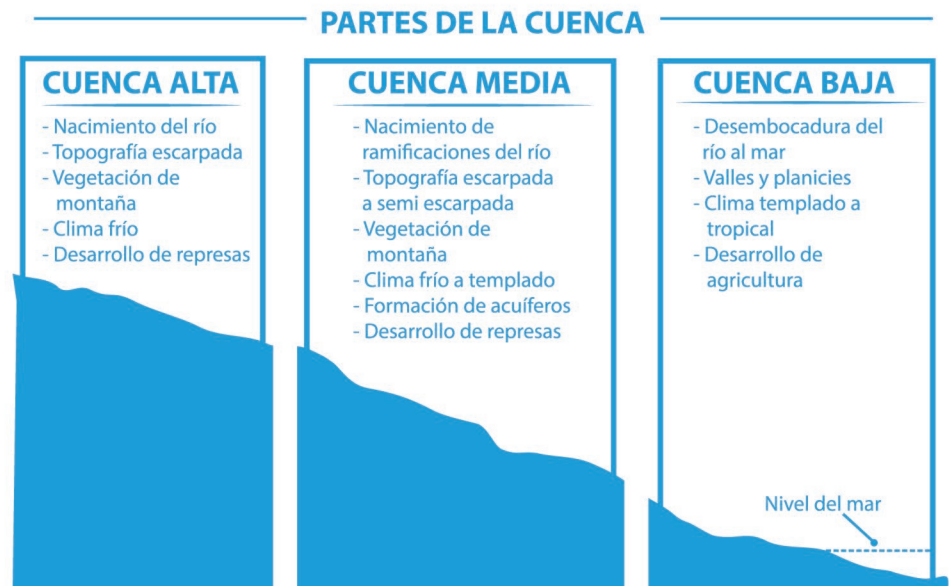 PARTES DE LA CUENCA
CUENCA ALTA
- Nacimiento del río
- Topografía escarpada
- Vegetación de
montaña
- Clima frío
- Desarrollo de represas
CUENCA MEDIA
- Nacimiento de
ramificaciones del río
- Topografía escarpada
a semi escarpada
- Vegetación de
montaña
- Clima frío a templado
- Formación de acuíferos
- Desarrollo de represas
CUENCA BAJA
- Desembocadura del
río al mar
- Valles y planicies
- Clima templado a
tropical
- Desarrollo de
agricultura
Nivel del mar